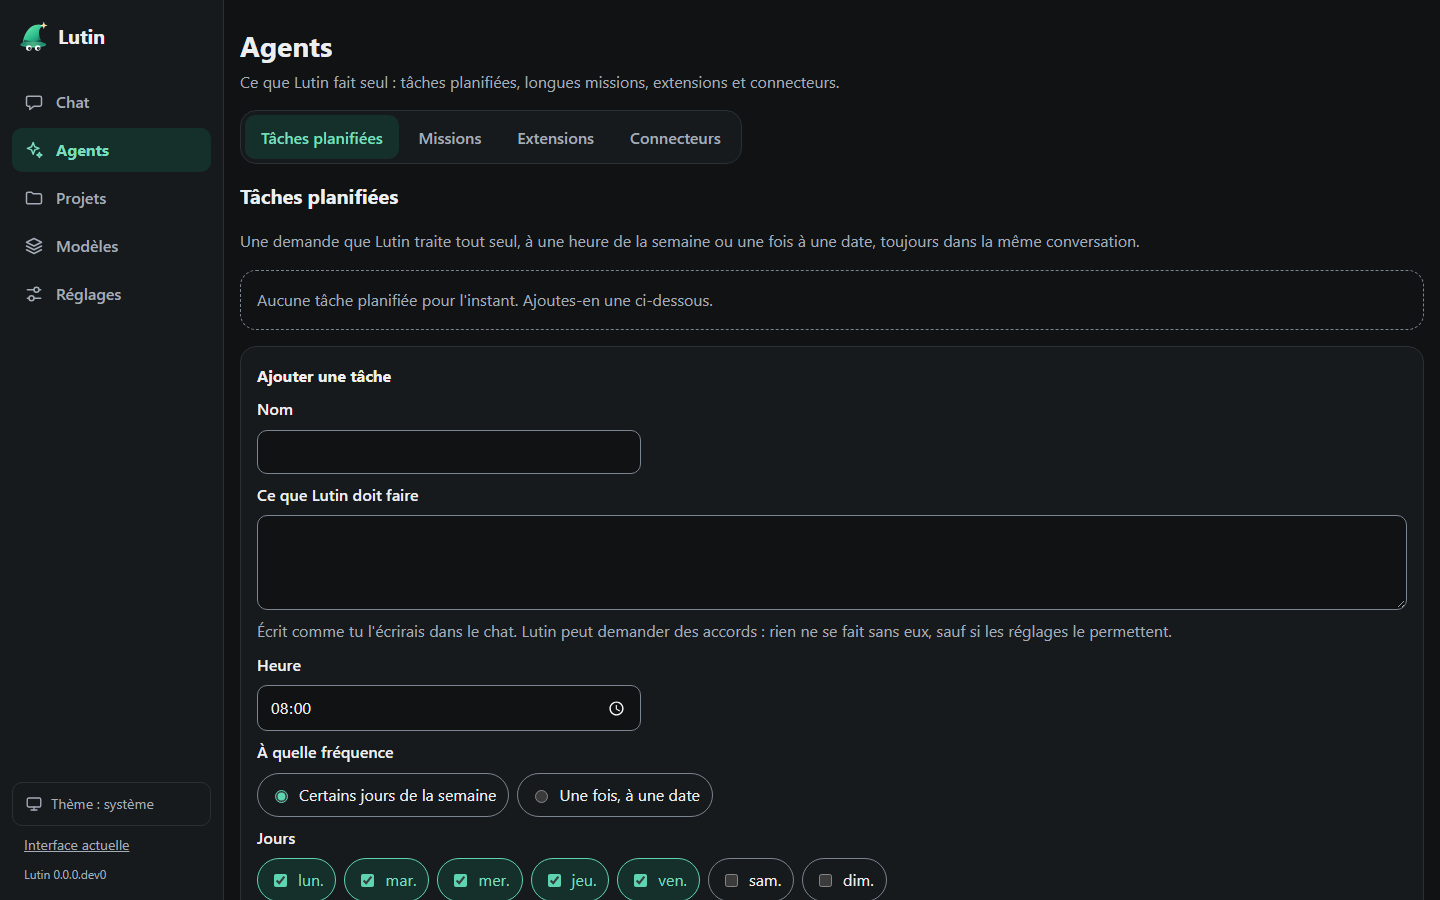 Lutin
Chat
Agents
Projets
Modèles
Réglages
Thème : système
Interface actuelle
Lutin 0.0.0.dev0
Agents
Ce que Lutin fait seul : tâches planifiées, longues missions, extensions et connecteurs.
Tâches planifiées
Missions
Extensions
Connecteurs
Tâches planifiées
Une demande que Lutin traite tout seul, à une heure de la semaine ou une fois à une date, toujours dans la même conversation.
Aucune tâche planifiée pour l'instant. Ajoutes-en une ci-dessous.
Ajouter une tâche
Nom
Ce que Lutin doit faire
Écrit comme tu l'écrirais dans le chat. Lutin peut demander des accords : rien ne se fait sans eux, sauf si les réglages le permettent.
Heure
08:00
À quelle fréquence
Certains jours de la semaine
Une fois, à une date
Jours
lun.
mar.
mer.
jeu.
ven.
sam.
dim.